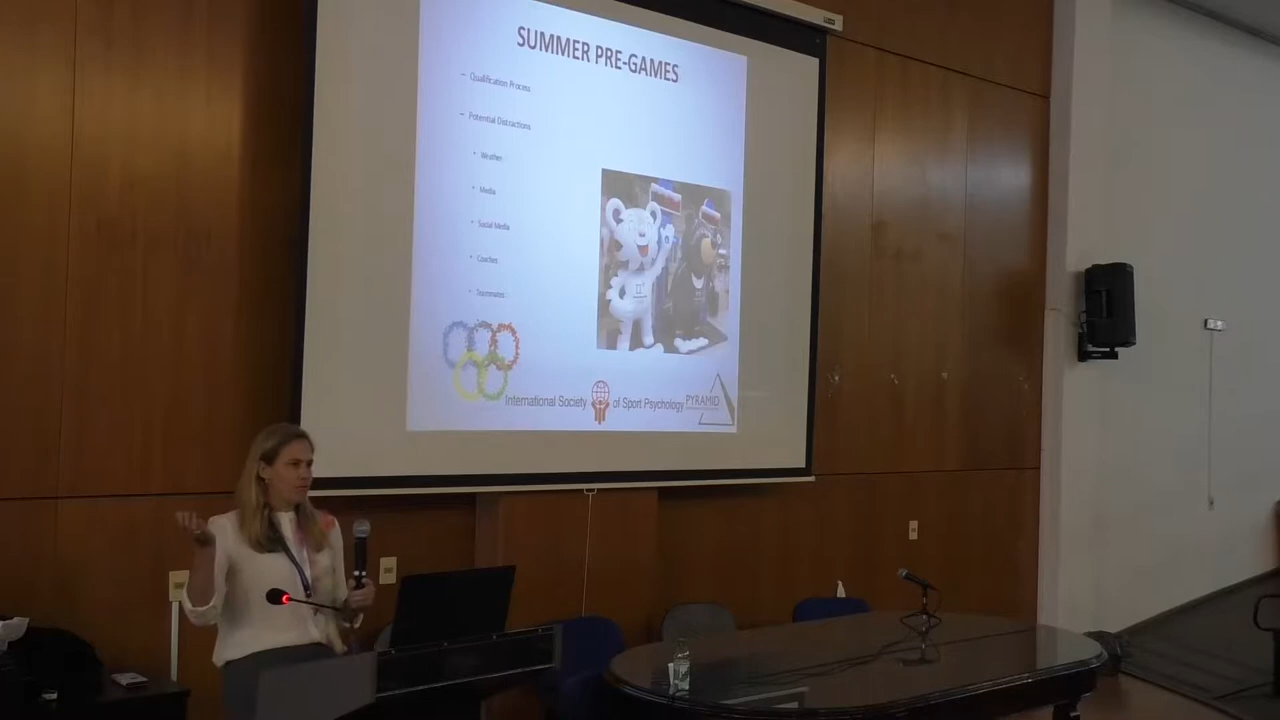 SUMMER PRE-GAMES
– Qualification Process
– Potential Distractions
• Weather
• Media
• Social Media
• Coaches
• Teammates
International Society of Sport Psychology
PYRAMID